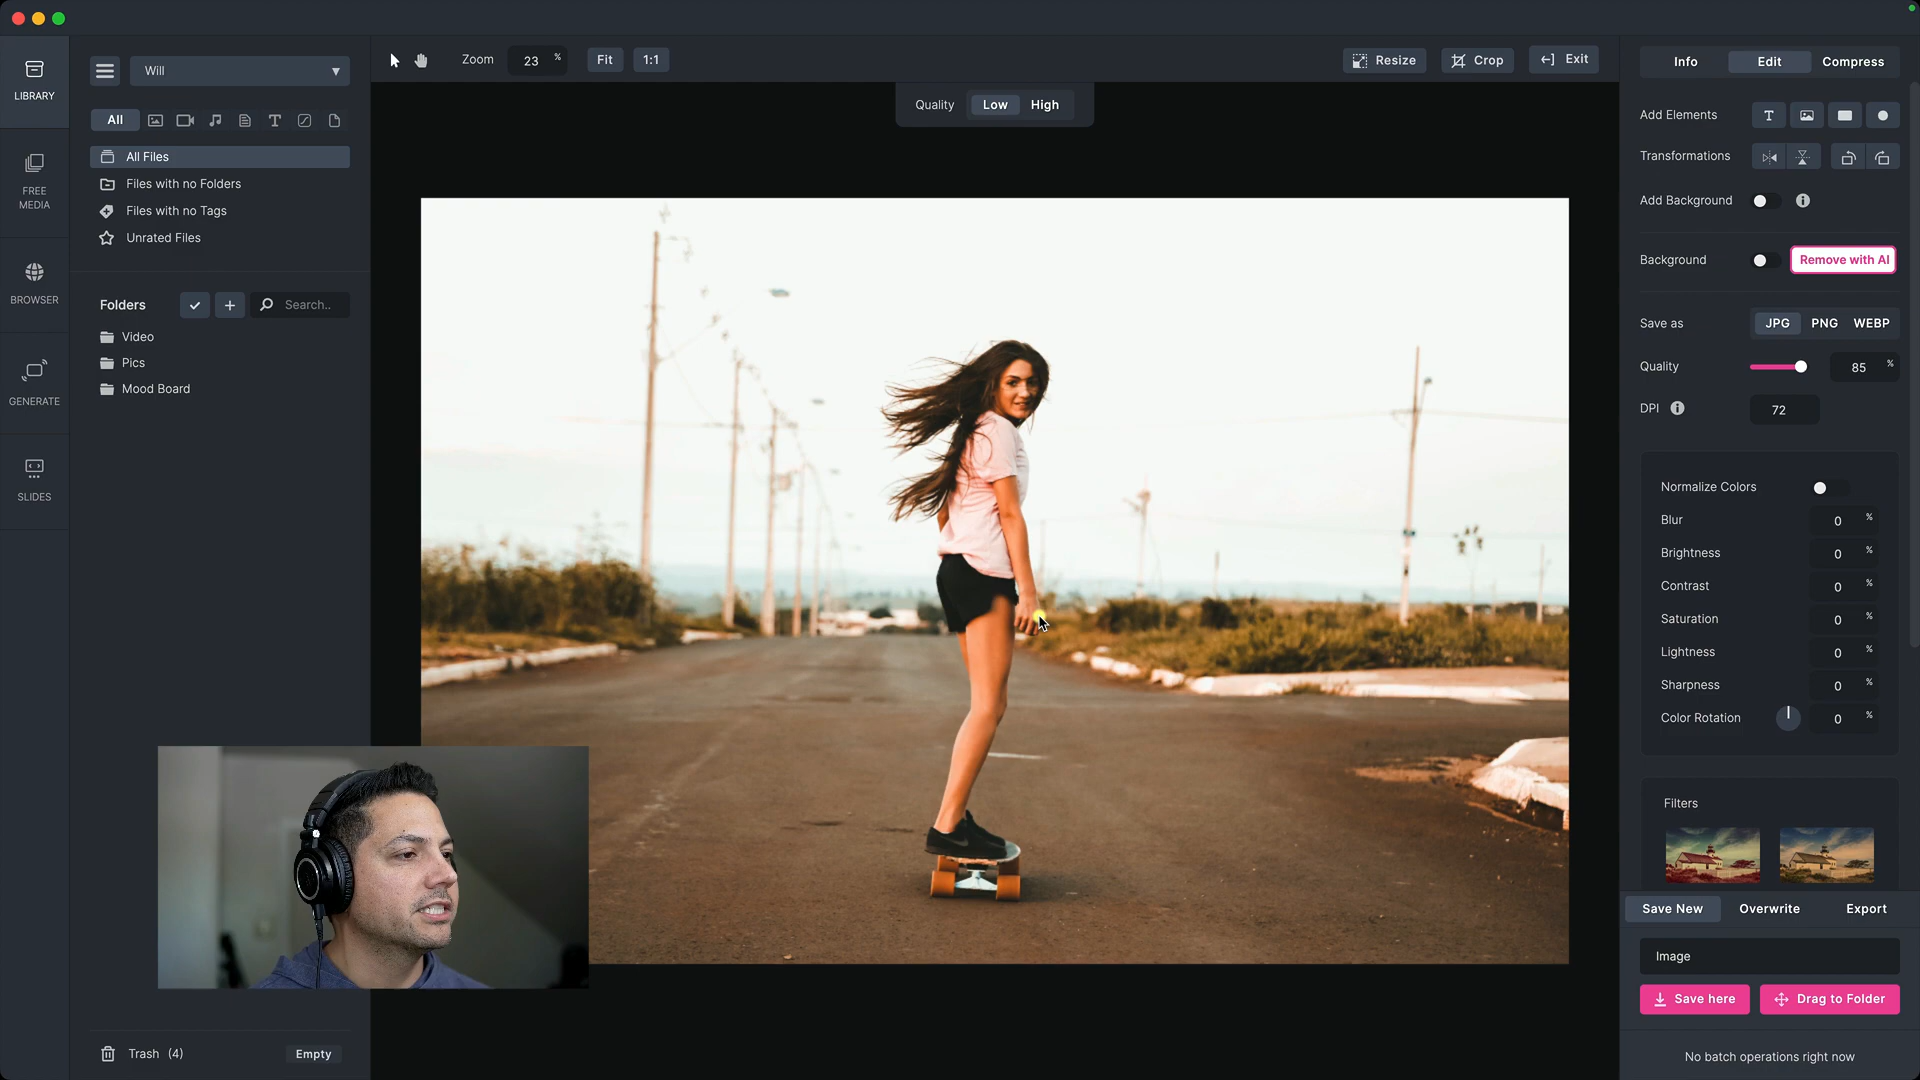 LIBRARY
FREE
MEDIA
BROWSER
GENERATE
SLIDES
Will
All
All Files
Files with no Folders
Files with no Tags
Unrated Files
Folders
Search..
Video
Pics
Mood Board
Trash (4)
Empty
Zoom 23 % Fit 1:1
Resize Crop Exit
Quality Low High
Info Edit Compress
Add Elements T
Transformations
Add Background
Background Remove with AI
Save as JPG PNG WEBP
Quality 85 %
DPI 72
Normalize Colors
Blur 0 %
Brightness 0 %
Contrast 0 %
Saturation 0 %
Lightness 0 %
Sharpness 0 %
Color Rotation 0 %
Filters
Save New Overwrite Export
Image
Save here Drag to Folder
No batch operations right now